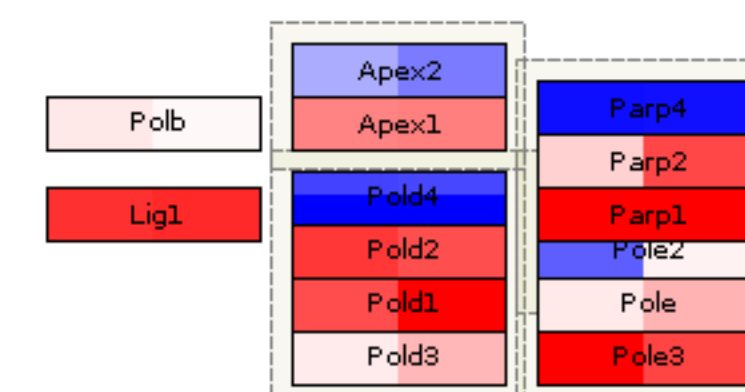 Polb
Lig1
Apex2
Apex1
Pold4
Pold2
Pold1
Pold3
Parp4
Parp2
Parp1
Pole2
Pole
Pole3